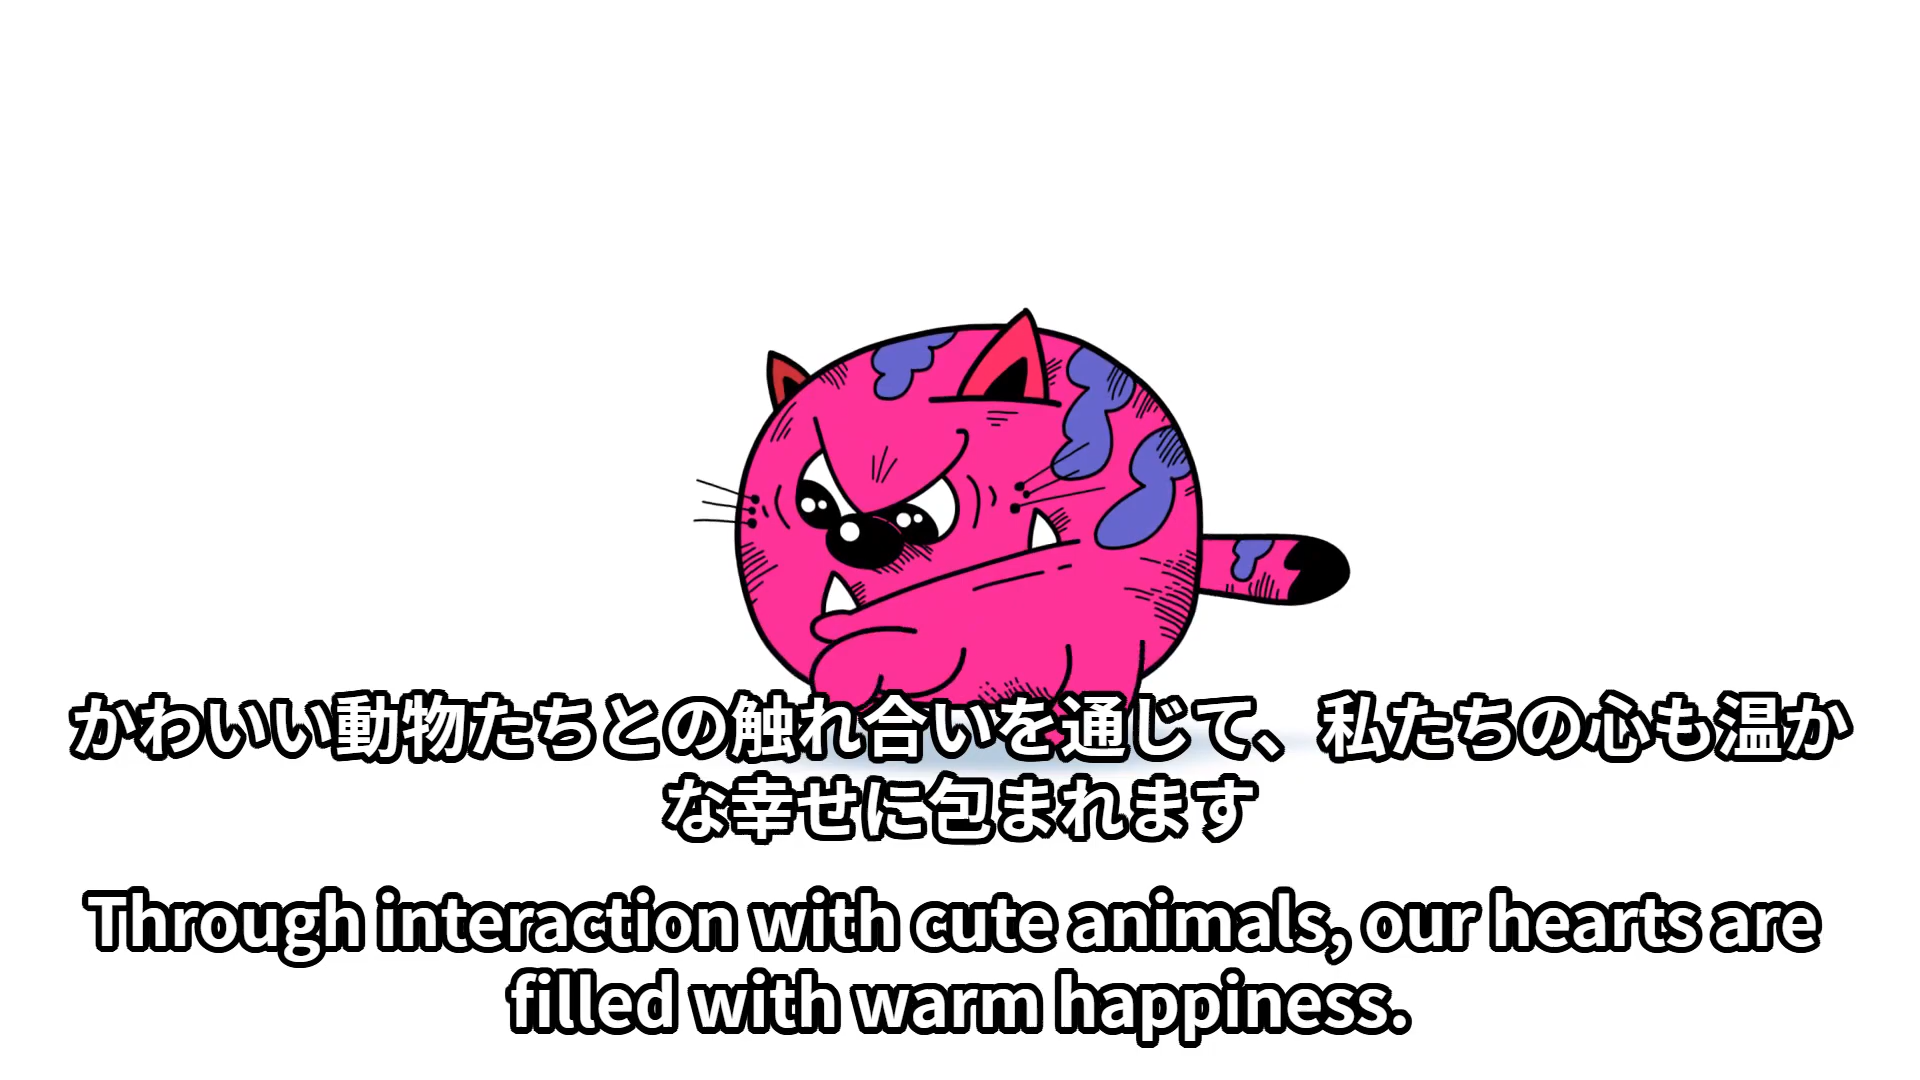 かわいい動物たちとの触れ合いを通じて、私たちの心も温か
な幸せに包まれます
Through interaction with cute animals, our hearts are
filled with warm happiness.